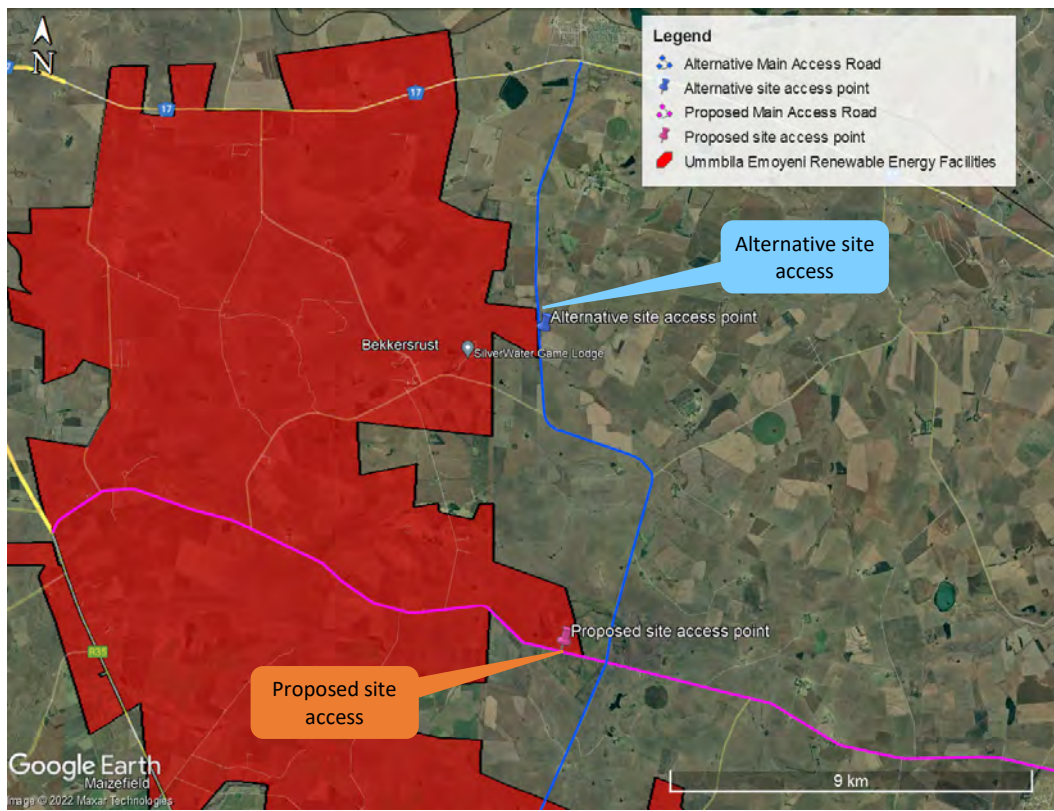 N
17
17
Legend
Alternative Main Access Road
Alternative site access point
Proposed Main Access Road
Proposed site access point
Ummbila Emoyeni Renewable Energy Facilities
Alternative site
access
Alternative site access point
Bekkersrust
SilverWater Game Lodge
Proposed site access point
R35
Proposed site
access
Google Earth
Maizefield
Image © 2022 Maxar Technologies
9 km